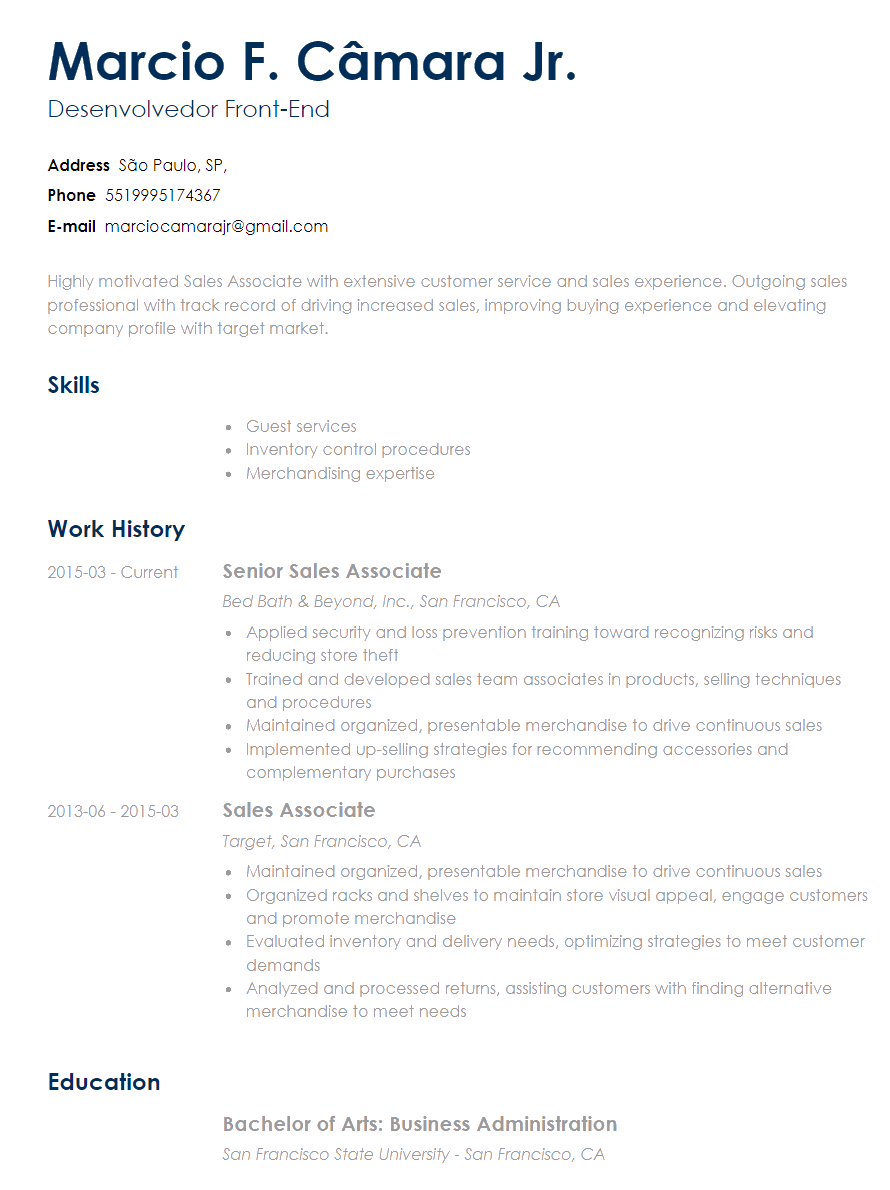 Marcio F. Câmara Jr.
Desenvolvedor Front-End
Address São Paulo, SP,
Phone 5519995174367
E-mail marciocamarajr@gmail.com
Highly motivated Sales Associate with extensive customer service and sales experience. Outgoing sales
professional with track record of driving increased sales, improving buying experience and elevating
company profile with target market.
Skills
• Guest services
• Inventory control procedures
• Merchandising expertise
Work History
2015-03 - Current Senior Sales Associate
Bed Bath & Beyond, Inc., San Francisco, CA
• Applied security and loss prevention training toward recognizing risks and
reducing store theft
• Trained and developed sales team associates in products, selling techniques
and procedures
• Maintained organized, presentable merchandise to drive continuous sales
• Implemented up-selling strategies for recommending accessories and
complementary purchases
2013-06 - 2015-03 Sales Associate
Target, San Francisco, CA
• Maintained organized, presentable merchandise to drive continuous sales
• Organized racks and shelves to maintain store visual appeal, engage customers
and promote merchandise
• Evaluated inventory and delivery needs, optimizing strategies to meet customer
demands
• Analyzed and processed returns, assisting customers with finding alternative
merchandise to meet needs
Education
Bachelor of Arts: Business Administration
San Francisco State University - San Francisco, CA